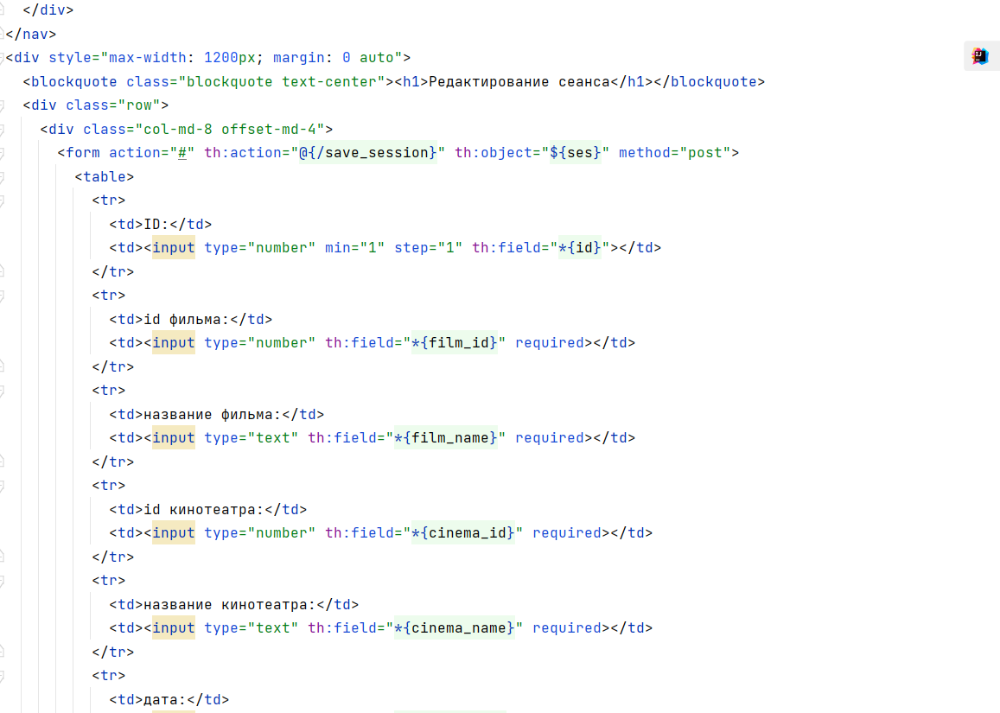 </div>
</nav>
<div style="max-width: 1200px; margin: 0 auto">
<blockquote class="blockquote text-center"><h1>Редактирование сеанса</h1></blockquote>
<div class="row">
<div class="col-md-8 offset-md-4">
<form action="#" th:action="@{/save_session}" th:object="${ses}" method="post">
<table>
<tr>
<td>ID:</td>
<td><input type="number" min="1" step="1" th:field="*{id}"></td>
</tr>
<tr>
<td>id фильма:</td>
<td><input type="number" th:field="*{film_id}" required></td>
</tr>
<tr>
<td>название фильма:</td>
<td><input type="text" th:field="*{film_name}" required></td>
</tr>
<tr>
<td>id кинотеатра:</td>
<td><input type="number" th:field="*{cinema_id}" required></td>
</tr>
<tr>
<td>название кинотеатра:</td>
<td><input type="text" th:field="*{cinema_name}" required></td>
</tr>
<tr>
<td>дата:</td>